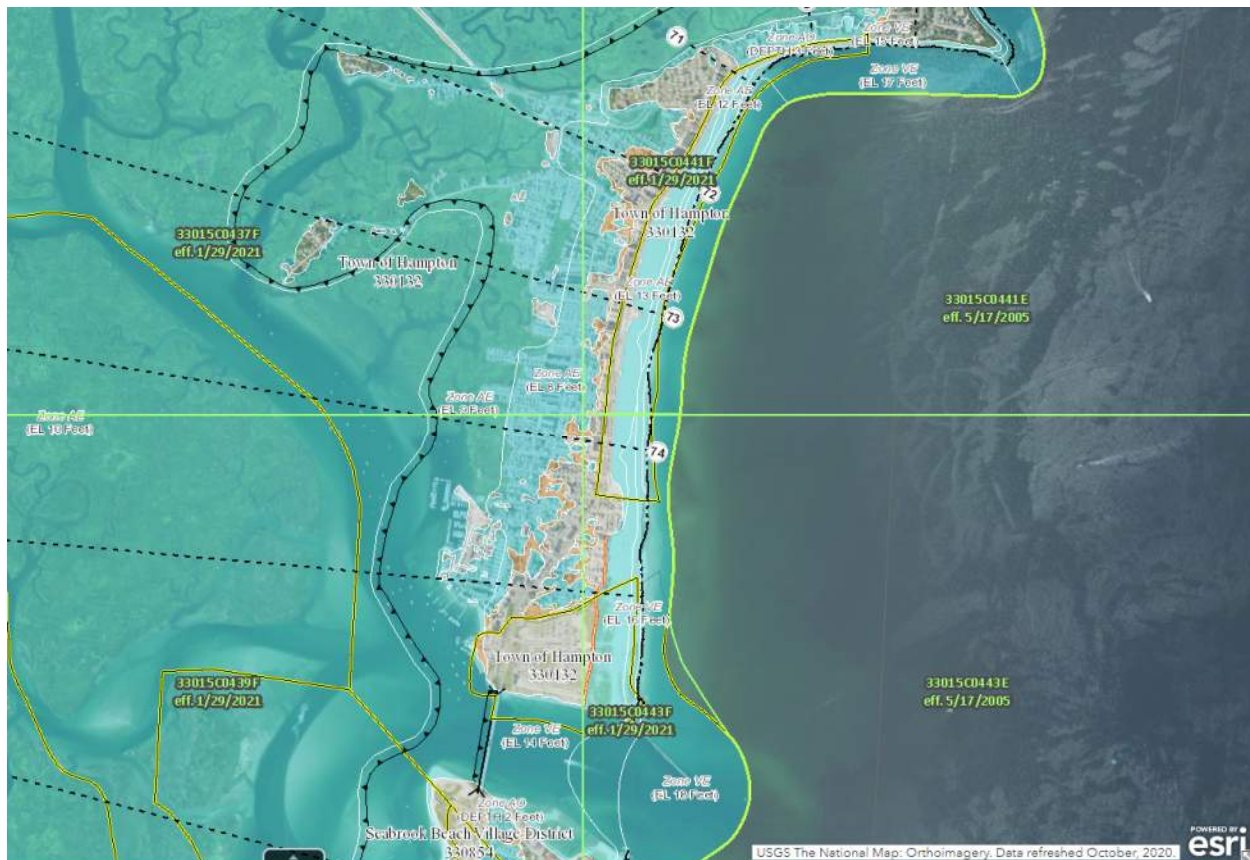 71
Zone AO
(DEPTH 3 Feet)
Zone VE
(EL 15 Feet)
Zone VE
(EL 17 Feet)
Zone AE
(EL 12 Feet)
33015C0441F
eff. 1/29/2021
72
Town of Hampton
330132
33015C0437F
eff. 1/29/2021
Town of Hampton
330132
Zone AE
(EL 13 Feet)
33015C0441E
eff. 5/17/2005
73
Zone AE
(EL 8 Feet)
Zone AE
(EL 9 Feet)
Zone AE
(EL 10 Feet)
74
Zone VE
(EL 16 Feet)
Town of Hampton
330132
33015C0439F
eff. 1/29/2021
33015C0443E
eff. 5/17/2005
33015C0443F
eff. 1/29/2021
Zone VE
(EL 14 Feet)
Zone VE
Zone AO
(DEPTH 2 Feet)
Seabrook Beach Village District
330854
POWERED BY
esri
USGS The National Map: Orthoimagery. Data refreshed October, 2020.